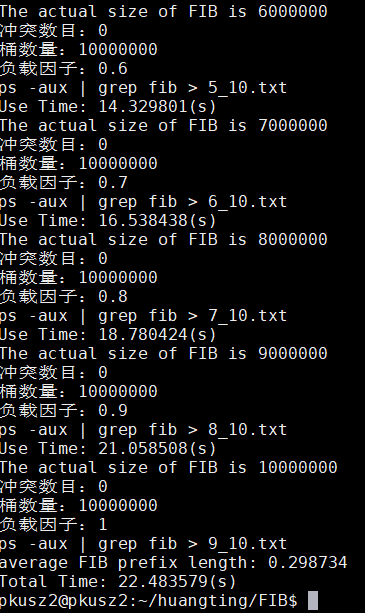 The actual size of FIB is 6000000
冲突数目：0
桶数量：10000000
负载因子：0.6
ps -aux | grep fib > 5_10.txt
Use Time: 14.329801(s)
The actual size of FIB is 7000000
冲突数目：0
桶数量：10000000
负载因子：0.7
ps -aux | grep fib > 6_10.txt
Use Time: 16.538438(s)
The actual size of FIB is 8000000
冲突数目：0
桶数量：10000000
负载因子：0.8
ps -aux | grep fib > 7_10.txt
Use Time: 18.780424(s)
The actual size of FIB is 9000000
冲突数目：0
桶数量：10000000
负载因子：0.9
ps -aux | grep fib > 8_10.txt
Use Time: 21.058508(s)
The actual size of FIB is 10000000
冲突数目：0
桶数量：10000000
负载因子：1
ps -aux | grep fib > 9_10.txt
average FIB prefix length: 0.298734
Total Time: 22.483579(s)
pkusz2@pkusz2:~/huangting/FIB$